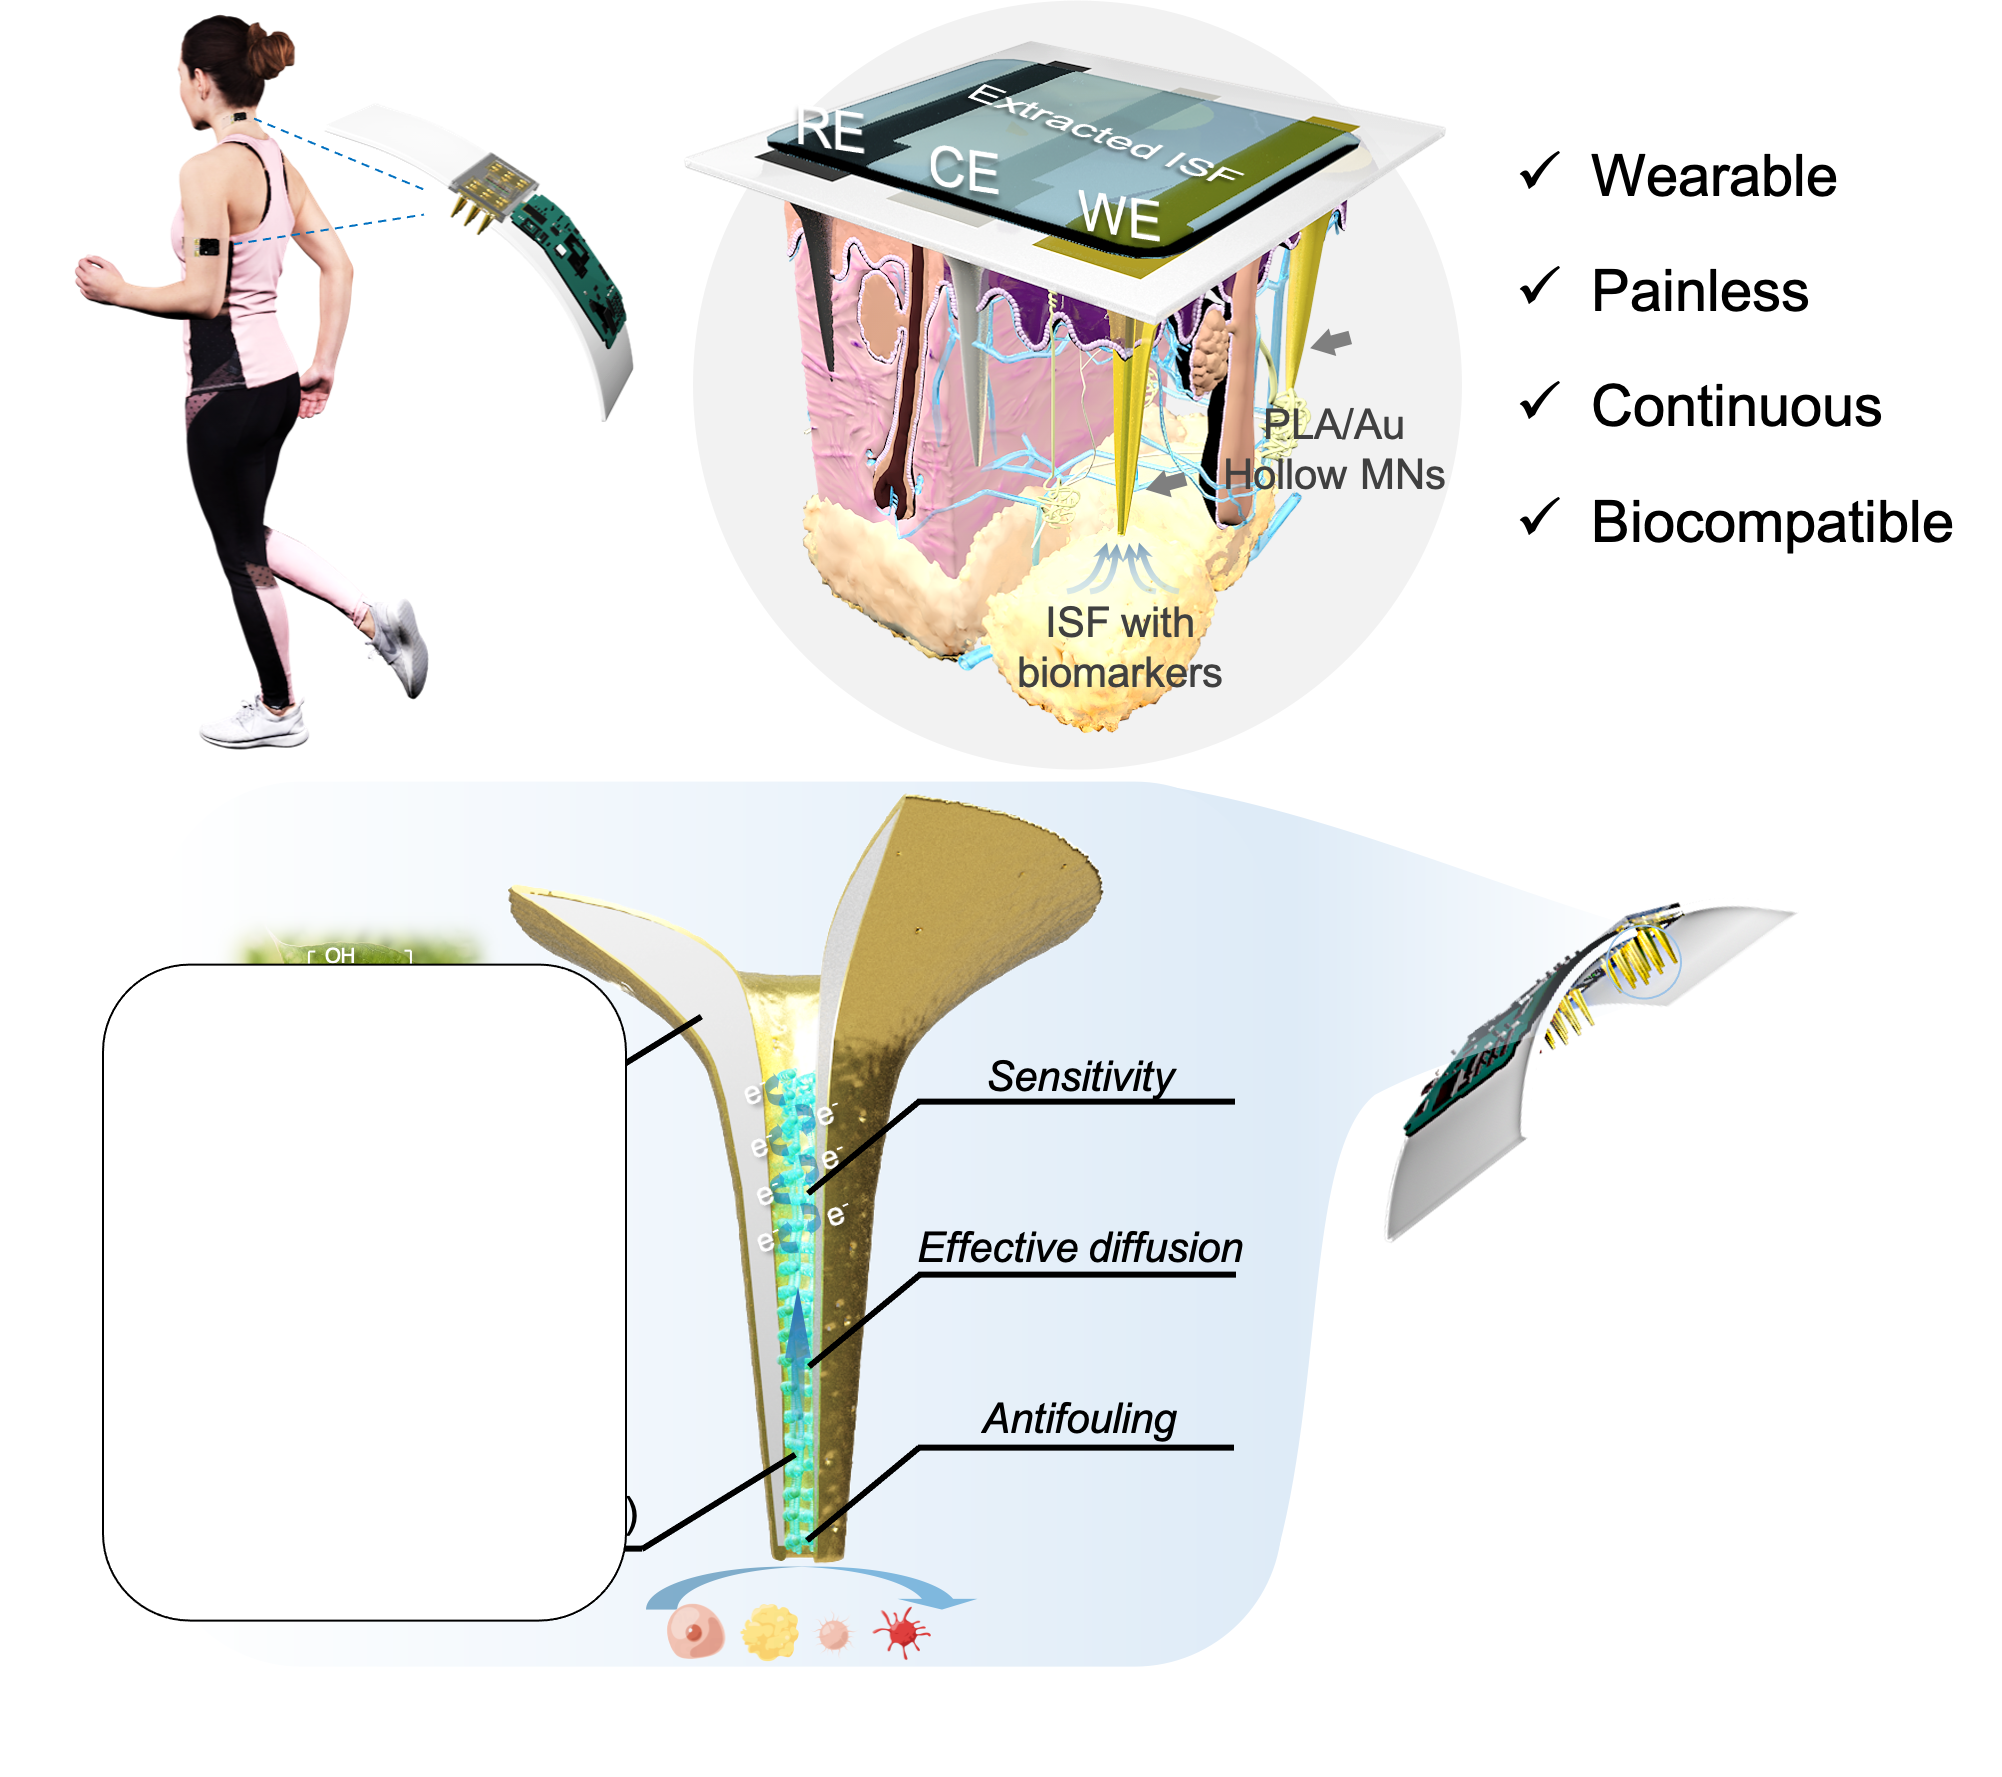 RE
CE
WE
Extracted ISF
PLA/Au
Hollow MNs
ISF with
biomarkers
✓ Wearable
✓ Painless
✓ Continuous
✓ Biocompatible
OH
e-
e-
e-
e-
e-
e-
e-
Sensitivity
Effective diffusion
Antifouling
)